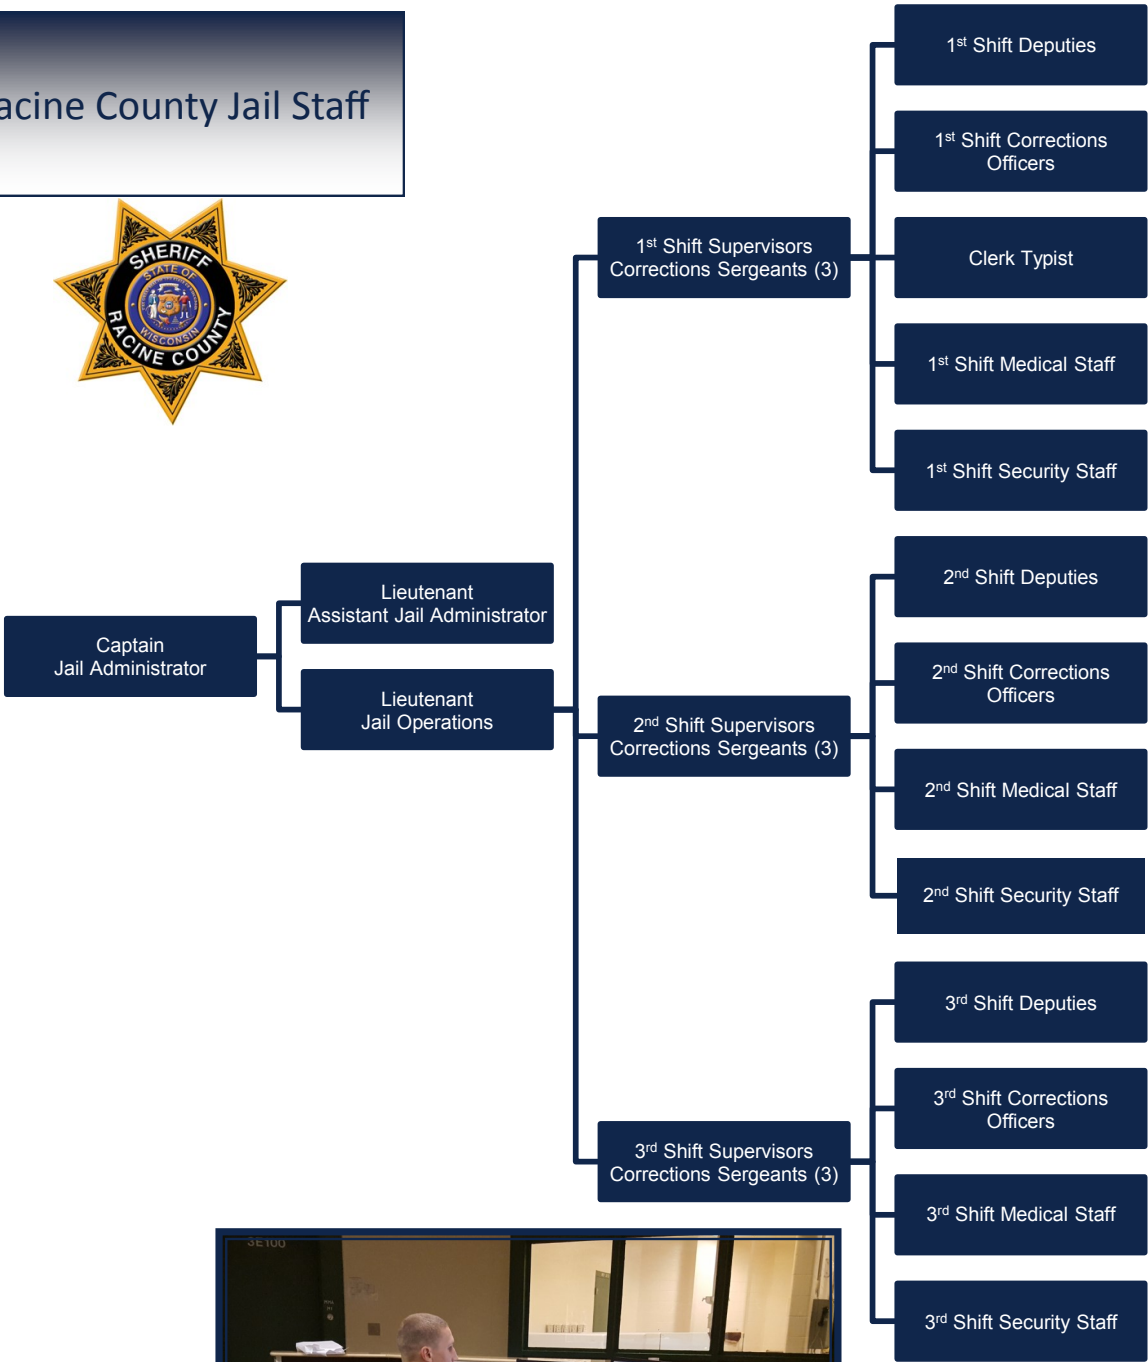 acine County Jail Staff
SHERIFF
STATE OF
WISCONSIN
RACINE COUNTY
1st Shift Deputies
1st Shift Corrections
Officers
1st Shift Supervisors
Corrections Sergeants (3)
Clerk Typist
1st Shift Medical Staff
1st Shift Security Staff
Captain
Jail Administrator
Lieutenant
Assistant Jail Administrator
Lieutenant
Jail Operations
2nd Shift Supervisors
Corrections Sergeants (3)
2nd Shift Deputies
2nd Shift Corrections
Officers
2nd Shift Medical Staff
2nd Shift Security Staff
3rd Shift Supervisors
Corrections Sergeants (3)
3rd Shift Deputies
3rd Shift Corrections
Officers
3rd Shift Medical Staff
3rd Shift Security Staff
3E100